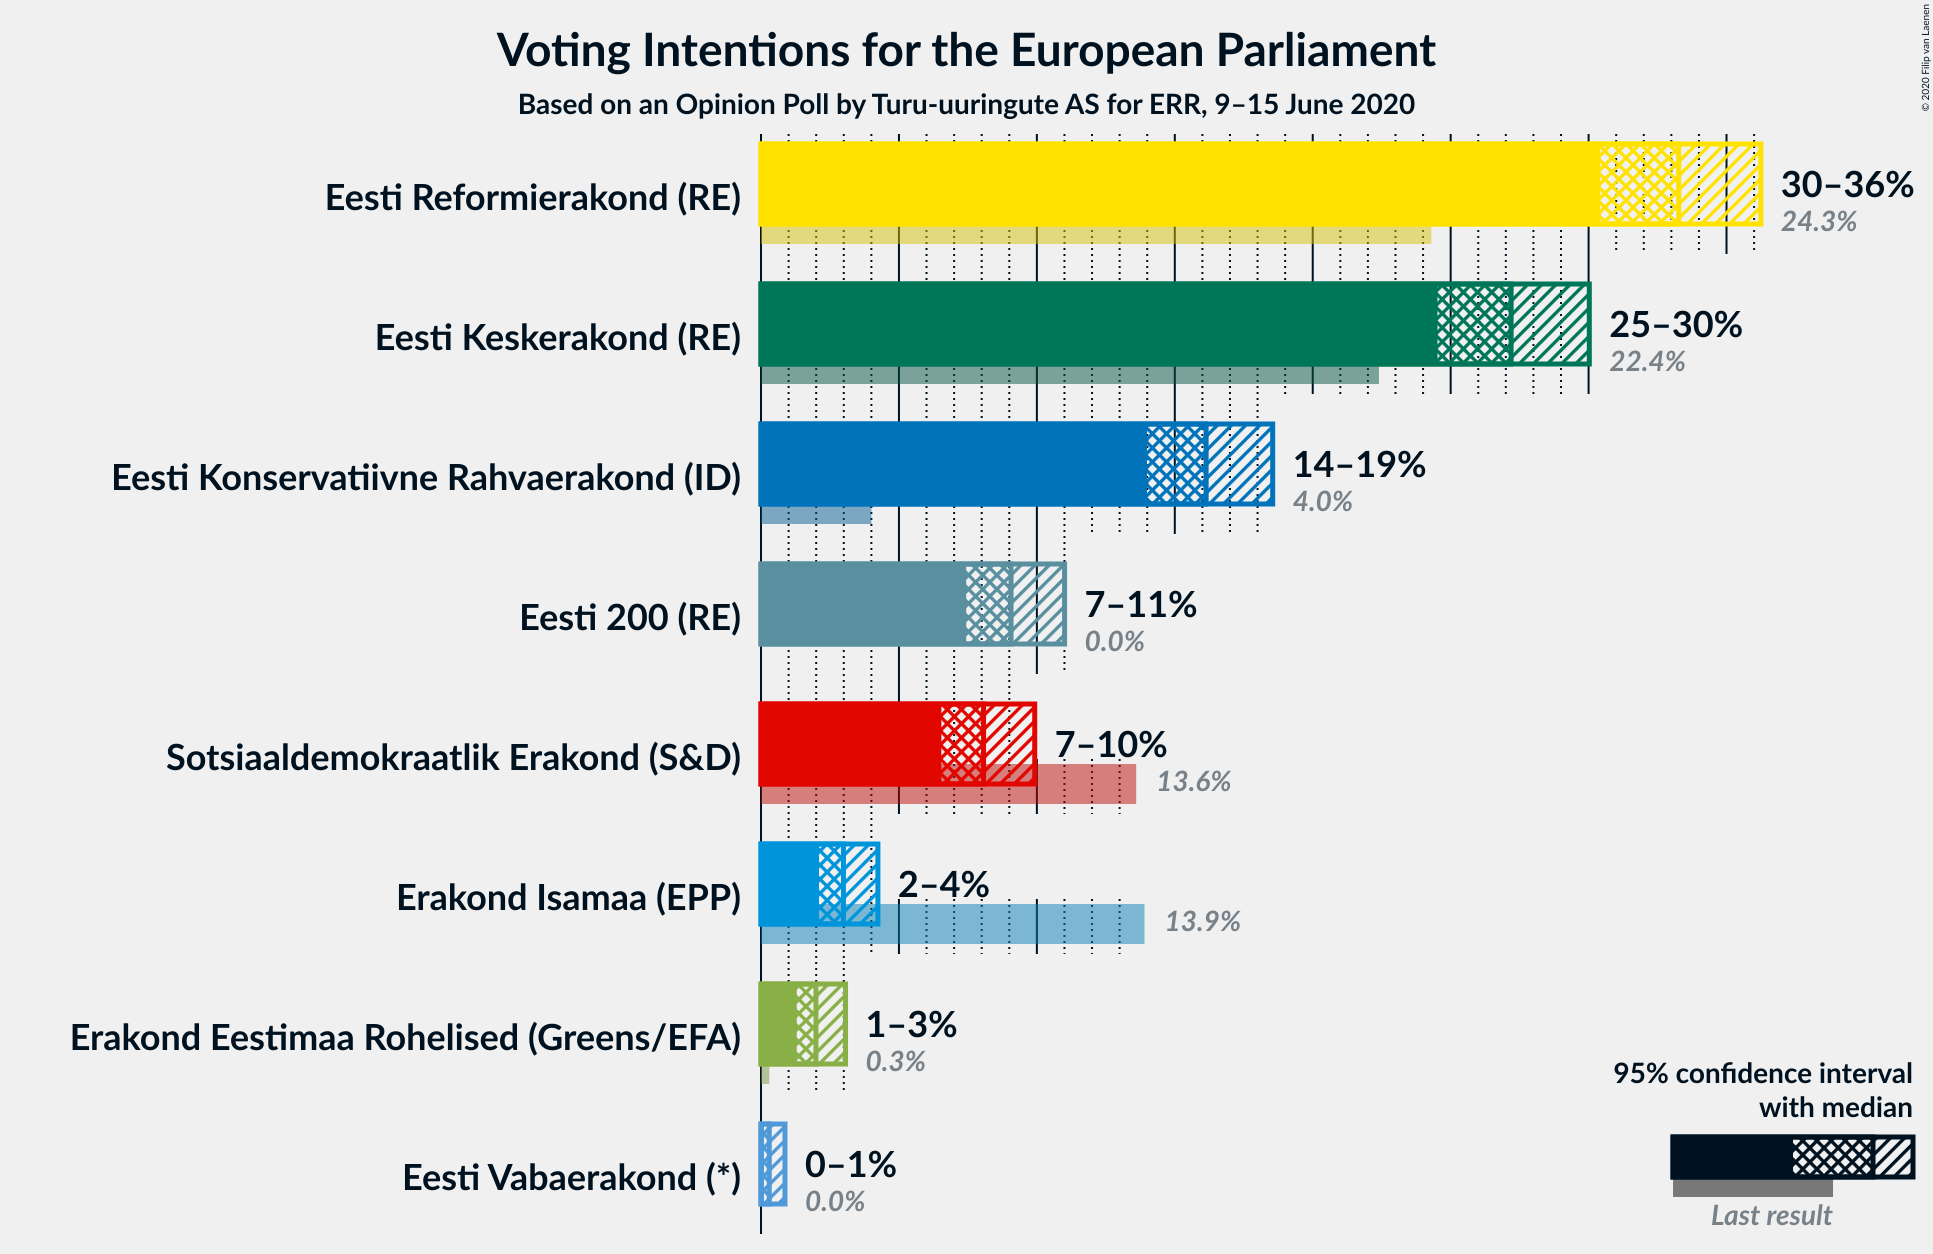 Voting Intentions for the European Parliament
Based on an Opinion Poll by Turu-uuringute AS for ERR, 9–15 June 2020
© 2020 Filip van Laenen
Eesti Reformierakond (RE)
30–36%
24.3%
Eesti Keskerakond (RE)
25–30%
22.4%
Eesti Konservatiivne Rahvaerakond (ID)
14–19%
4.0%
Eesti 200 (RE)
7–11%
0.0%
Sotsiaaldemokraatlik Erakond (S&D)
7–10%
13.6%
Erakond Isamaa (EPP)
2–4%
13.9%
Erakond Eestimaa Rohelised (Greens/EFA)
1–3%
0.3%
Eesti Vabaerakond (*)
0–1%
0.0%
95% confidence interval
with median
Last result